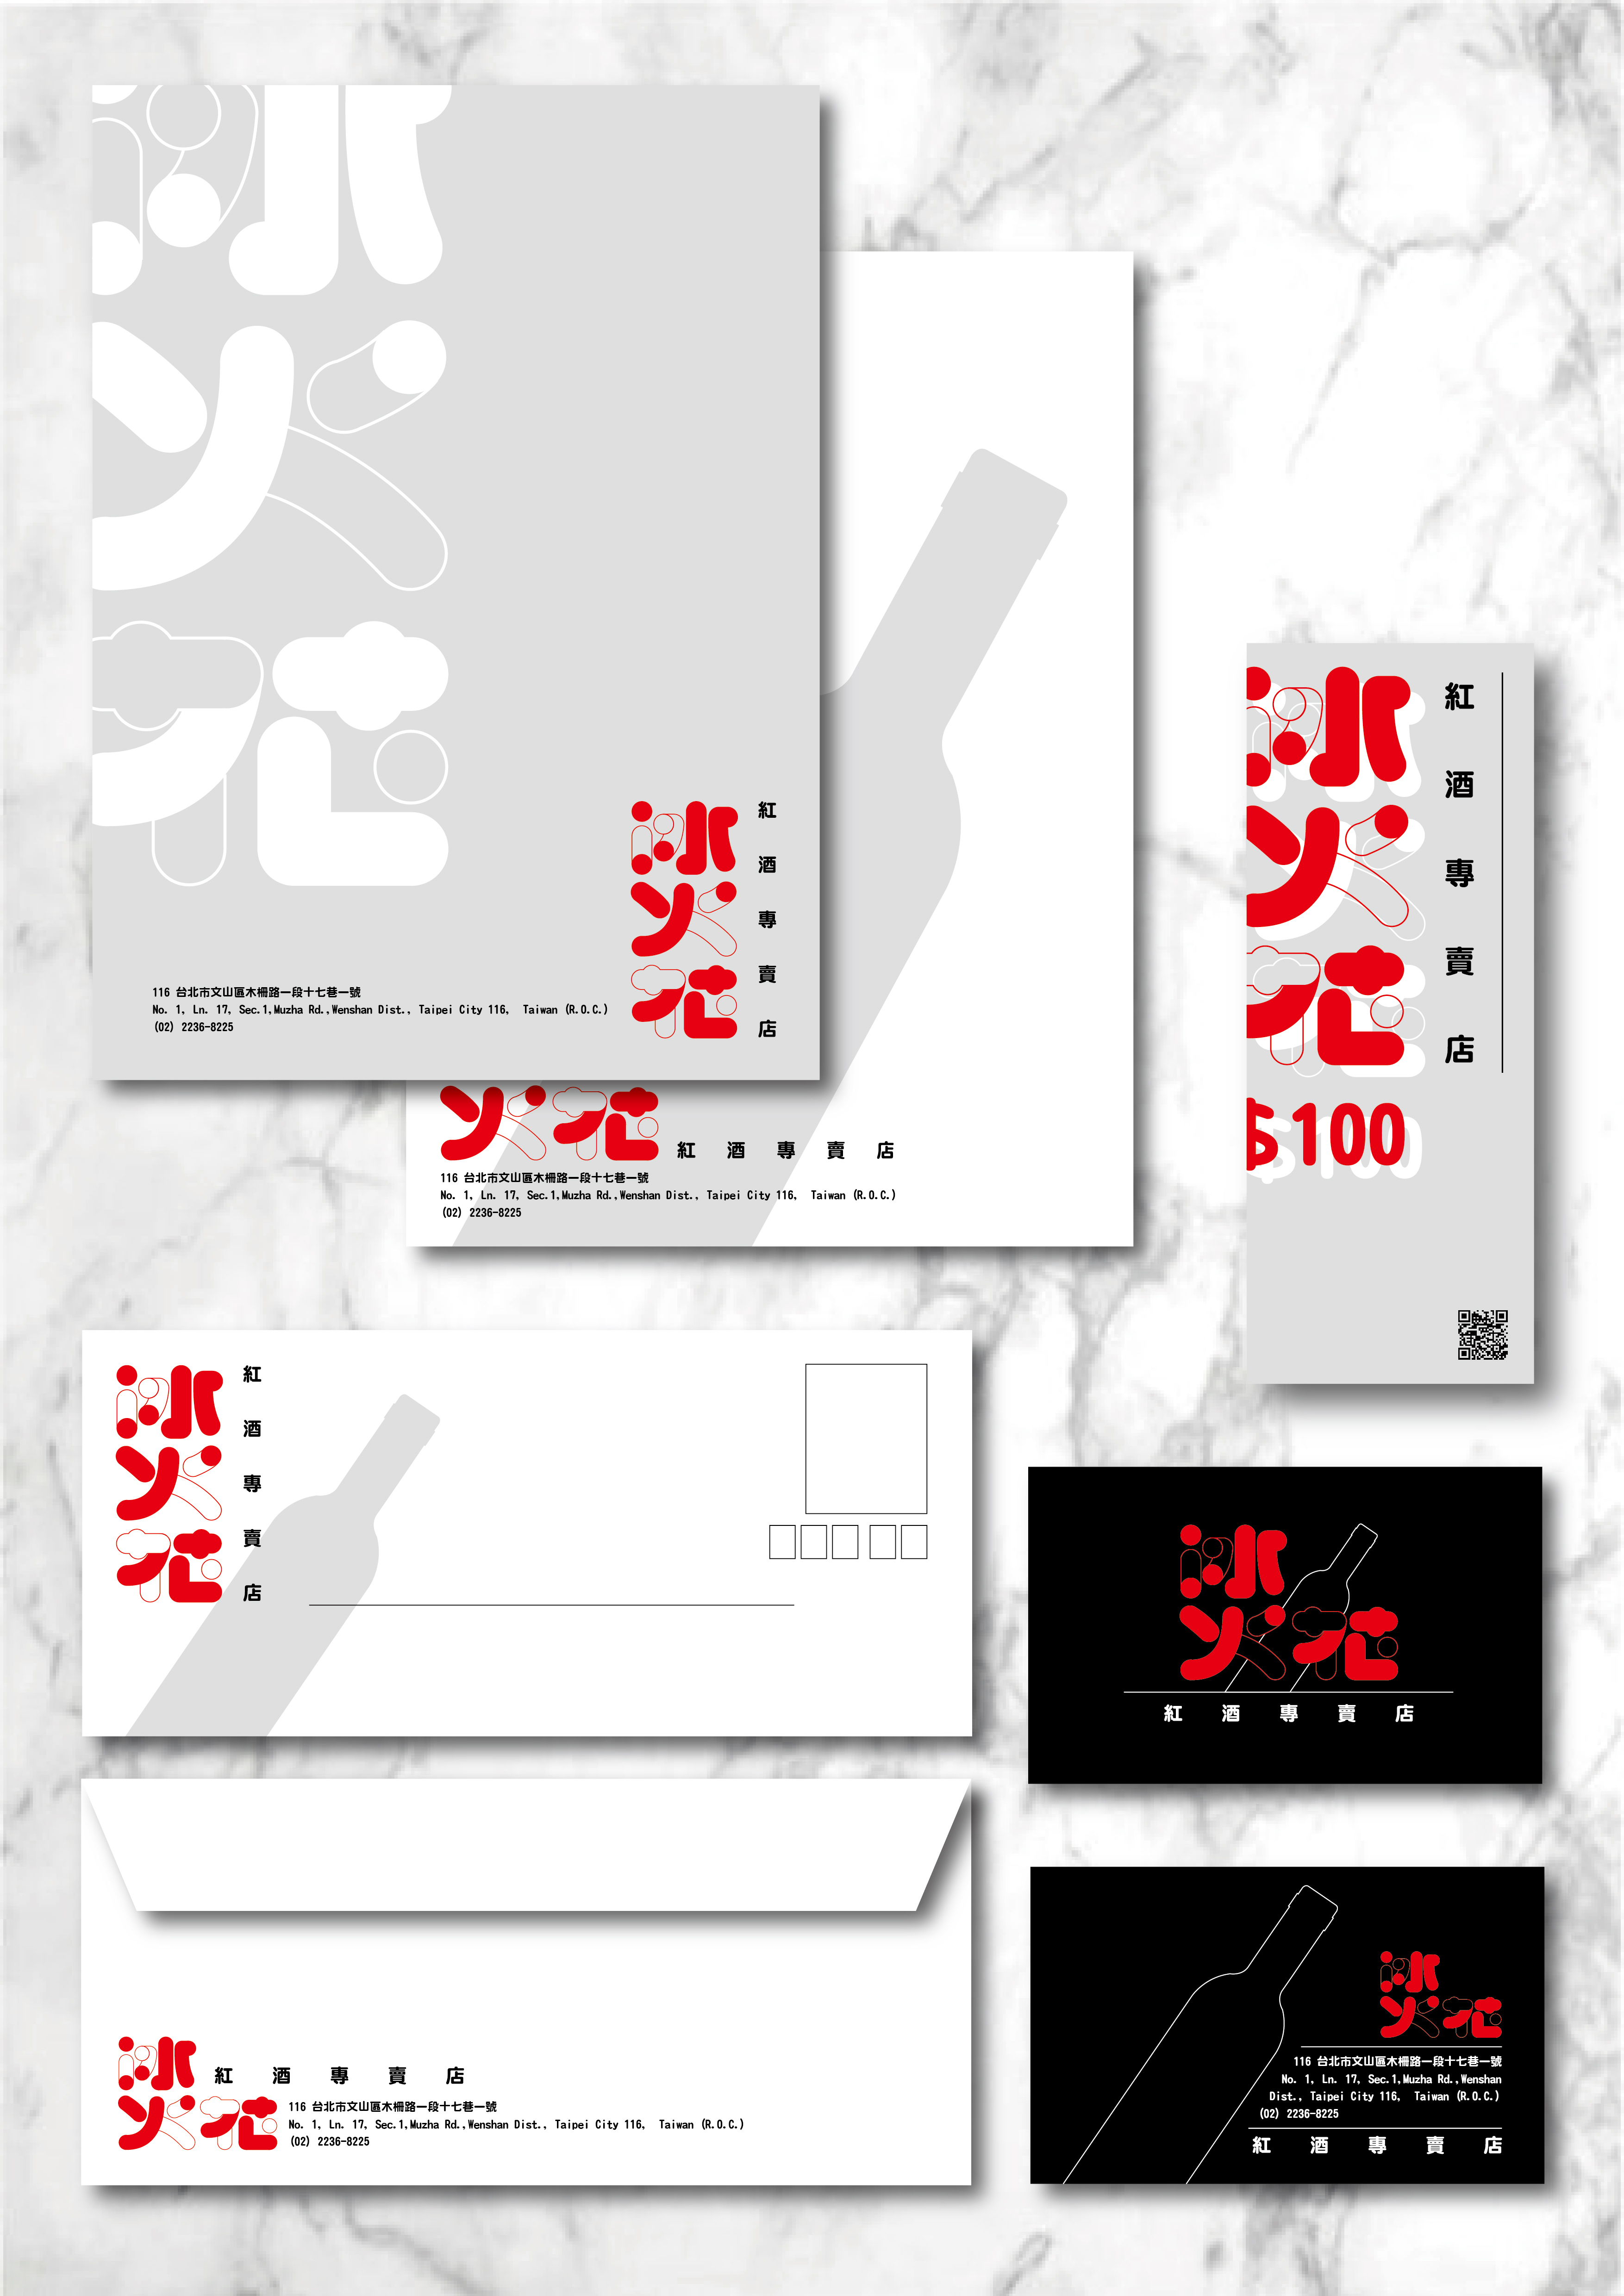 冰
火
花
冰
火
花
紅酒專賣店
116 台北市文山區木柵路一段十七巷一號
No. 1, Ln. 17, Sec.1,Muzha Rd.,Wenshan Dist., Taipei City 116, Taiwan (R.O.C.)
(02) 2236-8225
火花 紅酒專賣店
116 台北市文山區木柵路一段十七巷一號
No. 1, Ln. 17, Sec.1,Muzha Rd.,Wenshan Dist., Taipei City 116, Taiwan (R.O.C.)
(02) 2236-8225
冰
火
花
紅酒專賣店
$100
冰
火
花
紅酒專賣店
冰
火花
紅酒專賣店
冰 紅酒專賣店
火花
116 台北市文山區木柵路一段十七巷一號
No. 1, Ln. 17, Sec.1,Muzha Rd.,Wenshan Dist., Taipei City 116, Taiwan (R.O.C.)
(02) 2236-8225
冰
火花
116 台北市文山區木柵路一段十七巷一號
No. 1, Ln. 17, Sec.1,Muzha Rd.,Wenshan
Dist., Taipei City 116, Taiwan (R.O.C.)
(02) 2236-8225
紅酒專賣店